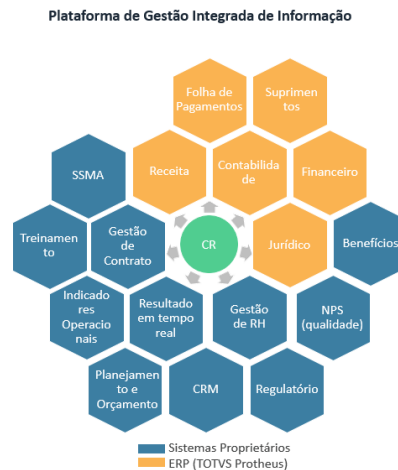 Plataforma de Gestão Integrada de Informação
Folha de
Pagamentos
Suprimen
tos
SSMA
Receita
Contabilida
de
Financeiro
Treinamen
to
Gestão
de
Contrato
CR
Jurídico
Benefícios
Indicado
res
Operacio
nais
Resultado
em tempo
real
Gestão
de RH
NPS
(qualidade)
Planejamen
to e
Orçamento
CRM
Regulatório
Sistemas Proprietários
ERP (TOTVS Protheus)